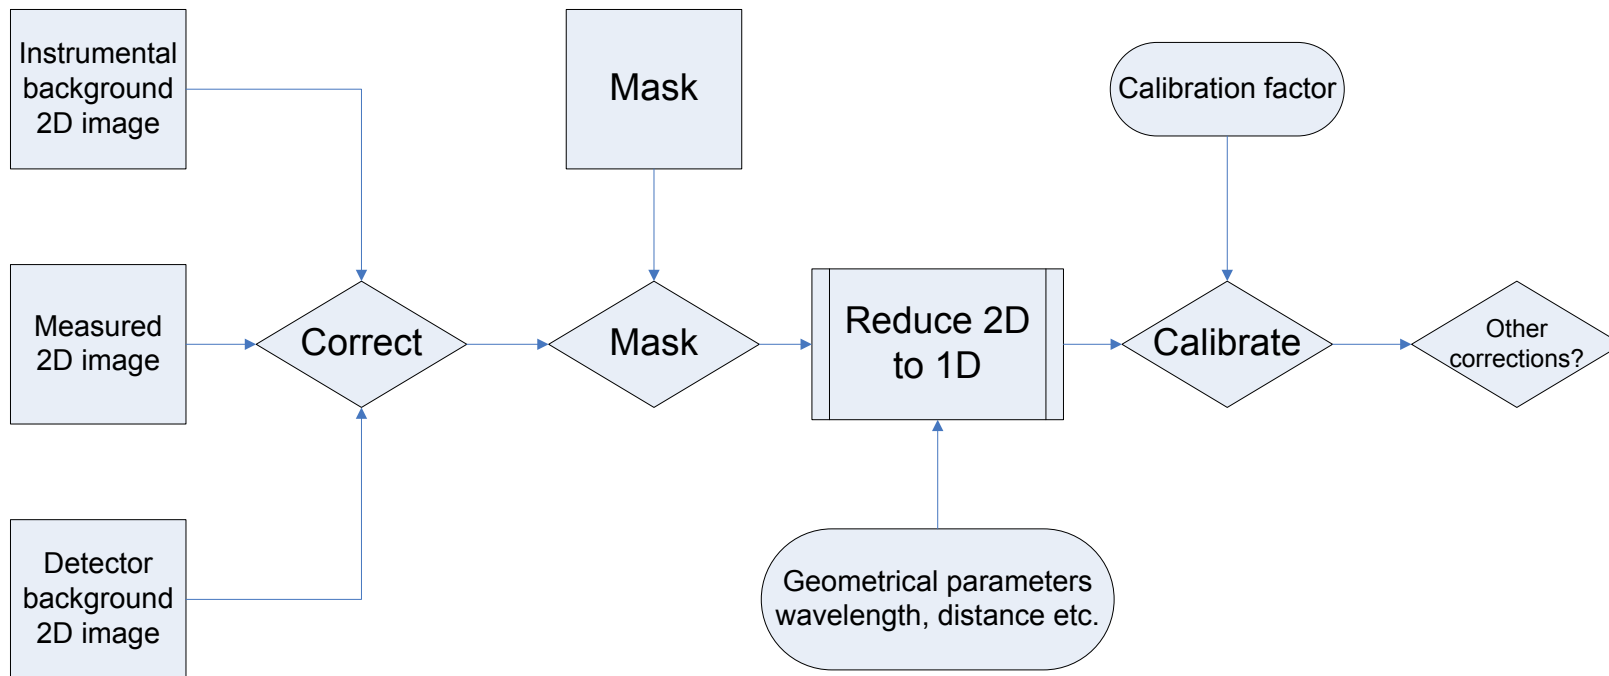 Instrumental
background
2D image
Mask
Calibration factor
Measured
2D image
Correct
Mask
Reduce 2D
to 1D
Calibrate
Other
corrections?
Detector
background
2D image
Geometrical parameters
wavelength, distance etc.